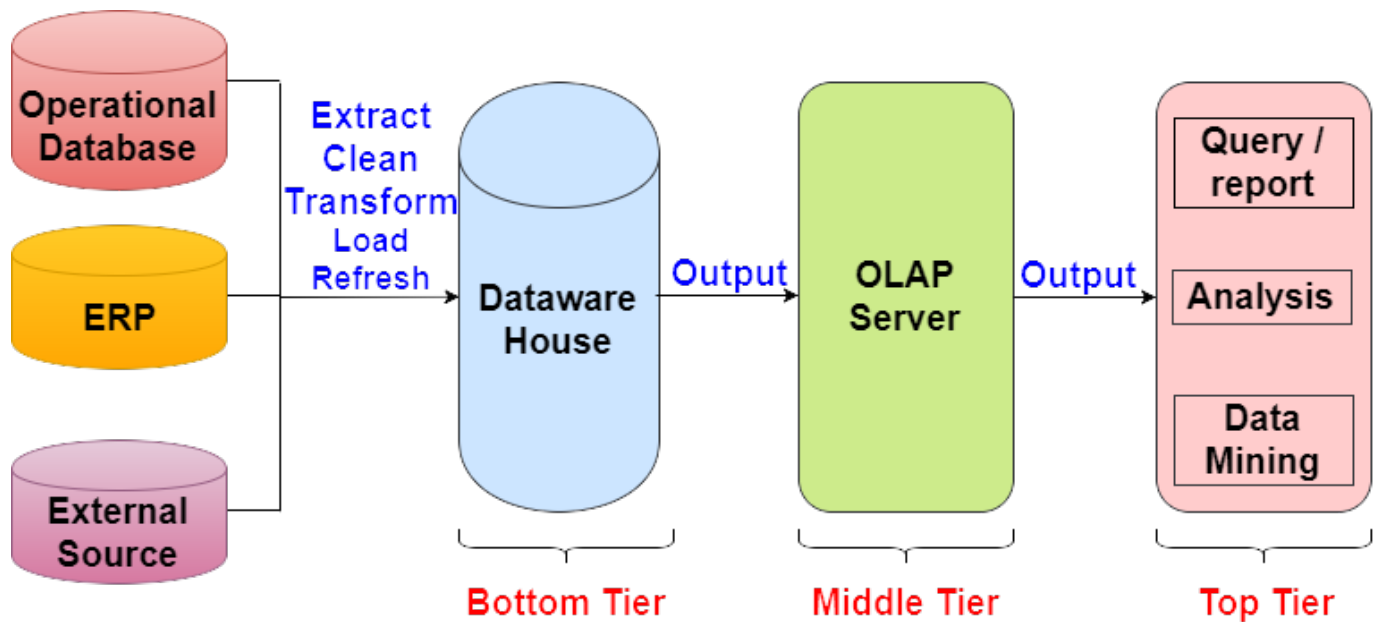 Operational
Database
ERP
External
Source
Extract
Clean
Transform
Load
Refresh
Dataware
House
Output
OLAP
Server
Output
Query /
report
Analysis
Data
Mining
Bottom Tier
Middle Tier
Top Tier